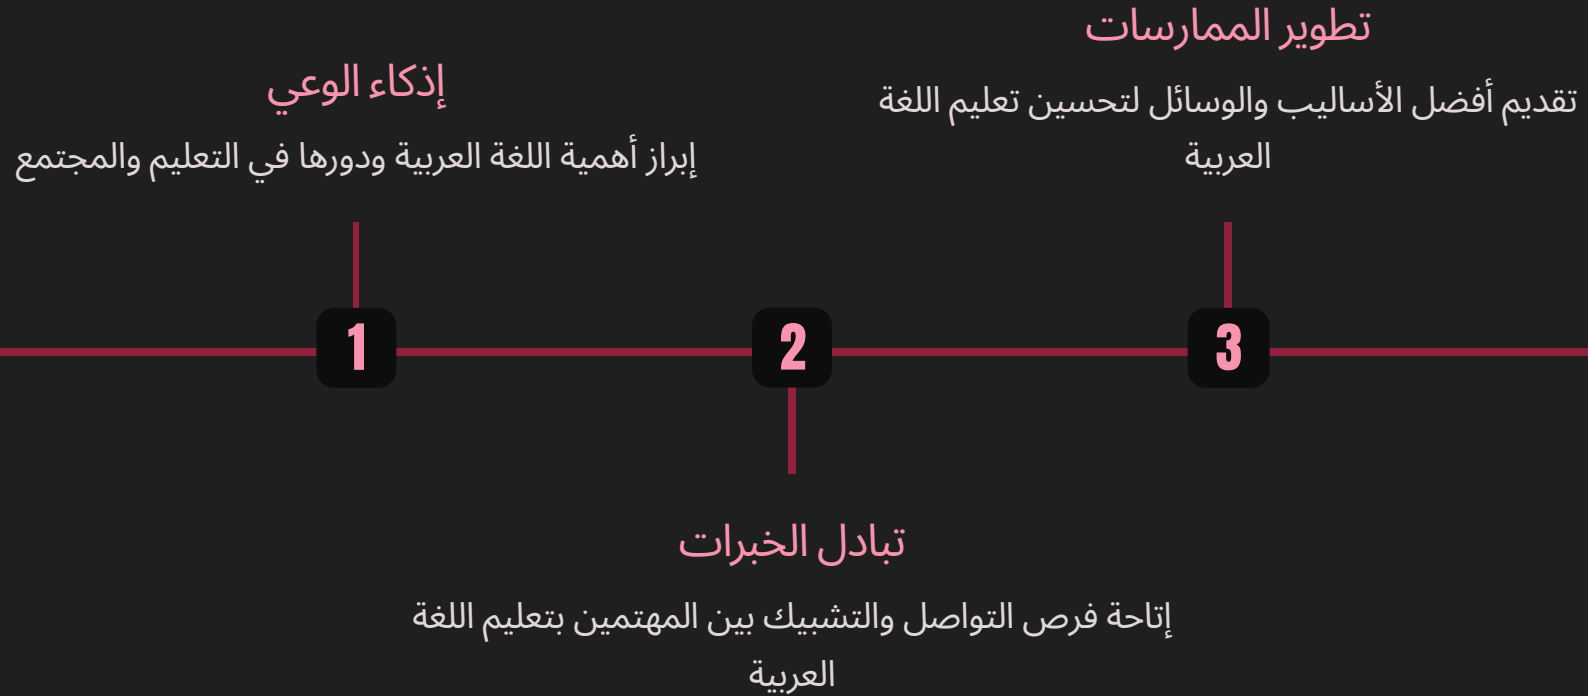 إذكاء الوعي
إبراز أهمية اللغة العربية ودورها في التعليم والمجتمع
1
2
تبادل الخبرات
إتاحة فرص التواصل والتشبيك بين المهتمين بتعليم اللغة
العربية
تطوير الممارسات
تقديم أفضل الأساليب والوسائل لتحسين تعليم اللغة
العربية
3